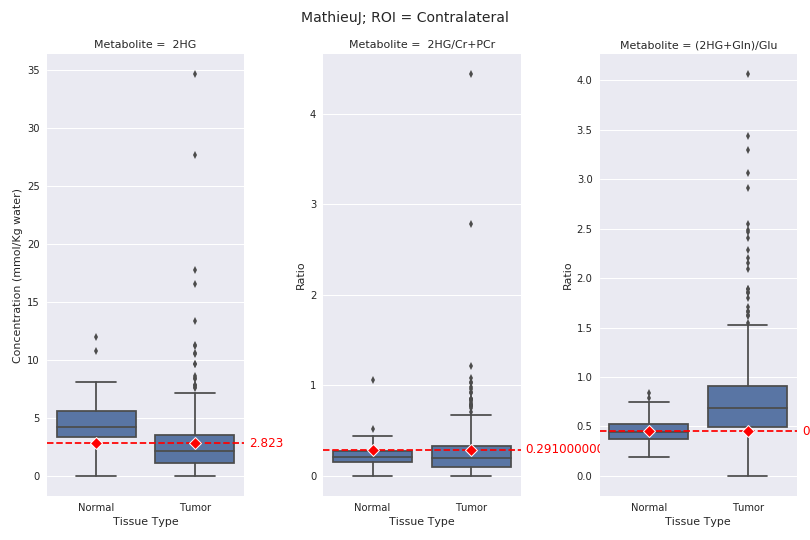 MathieuJ; ROI = Contralateral
Metabolite = 2HG
Concentration (mmol/Kg water)
35
30
25
20
15
10
5
0
2.823
Normal
Tumor
Tissue Type
Metabolite = 2HG/Cr+PCr
Ratio
4
3
2
1
0
0.291000000
Normal
Tumor
Tissue Type
Metabolite = (2HG+Gln)/Glu
Ratio
4.0
3.5
3.0
2.5
2.0
1.5
1.0
0.5
0.0
0
Normal
Tumor
Tissue Type